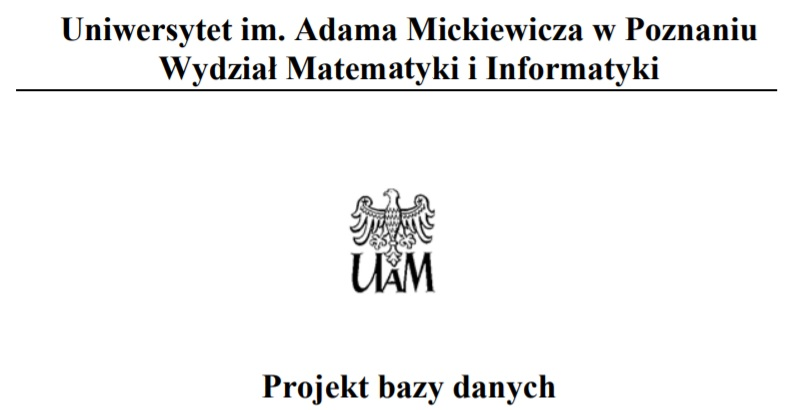 Uniwersytet im. Adama Mickiewicza w Poznaniu
Wydział Matematyki i Informatyki
UAM
Projekt bazy danych